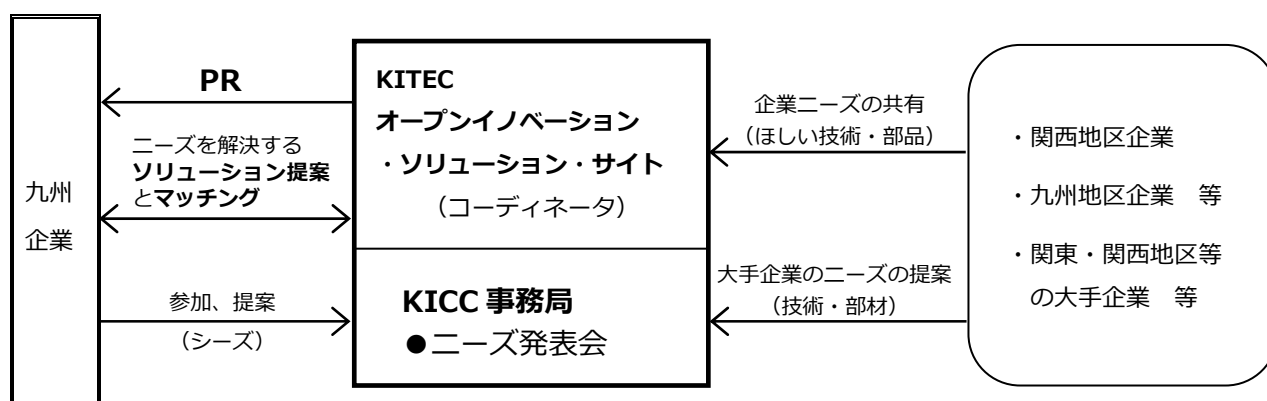 九州
企業
PR
ニーズを解決する
ソリューション提案
とマッチング
参加、提案
（シーズ）
KITEC
オープンイノベーション
・ソリューション・サイト
（コーディネータ）
KICC 事務局
●ニーズ発表会
企業ニーズの共有
（ほしい技術・部品）
大手企業のニーズの提案
（技術・部材）
・関西地区企業
・九州地区企業　等
・関東・関西地区等
の大手企業　等